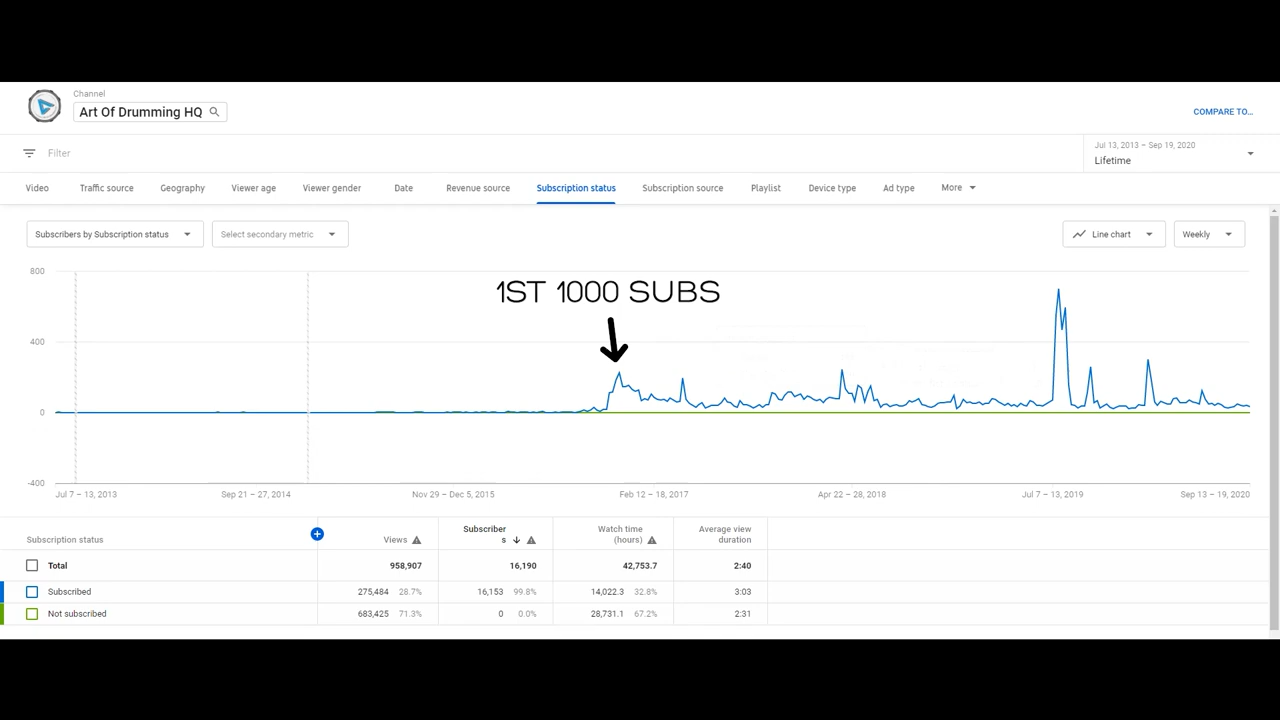 Channel
Art Of Drumming HQ
COMPARE TO...
Filter
Jul 13, 2013 – Sep 19, 2020
Lifetime
Video Traffic source Geography Viewer age Viewer gender Date Revenue source Subscription status Subscription source Playlist Device type Ad type More
Subscribers by Subscription status Select secondary metric Line chart Weekly
800
1ST 1000 SUBS
400
0
-400
Jul 7 – 13, 2013 Sep 21 – 27, 2014 Nov 29 – Dec 5, 2015 Feb 12 – 18, 2017 Apr 22 – 28, 2018 Jul 7 – 13, 2019 Sep 13 – 19, 2020
Subscription status Views Subscriber
s Watch time
(hours) Average view
duration
Total 958,907 16,190 42,753.7 2:40
Subscribed 275,484 28.7% 16,153 99.8% 14,022.3 32.8% 3:03
Not subscribed 683,425 71.3% 0 0.0% 28,731.1 67.2% 2:31